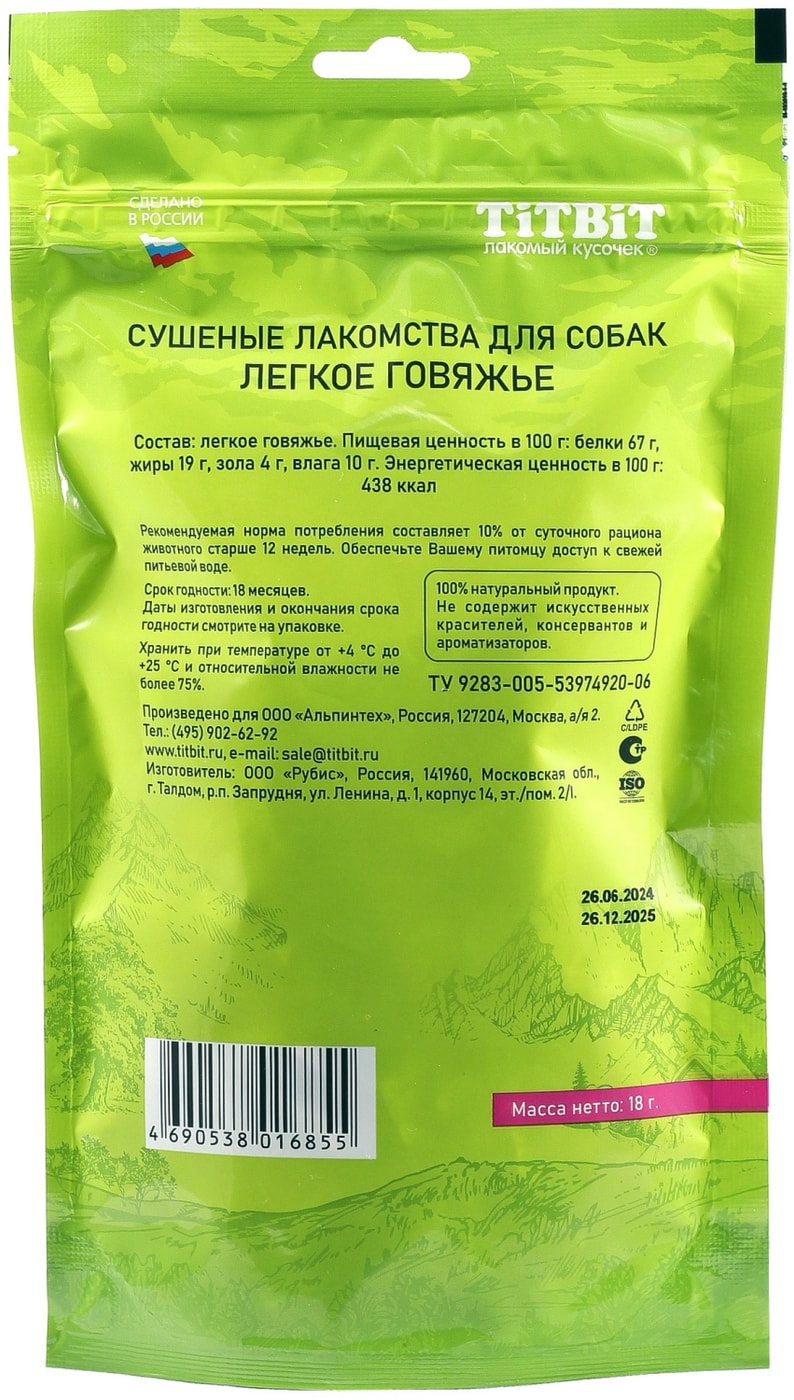 СДЕЛАНО
В РОССИИ
TiTBiT
лакомый кусочек®
СУШЕНЫЕ ЛАКОМСТВА ДЛЯ СОБАК
ЛЕГКОЕ ГОВЯЖЬЕ
Состав: легкое говяжье. Пищевая ценность в 100 г: белки 67 г,
жиры 19 г, зола 4 г, влага 10 г. Энергетическая ценность в 100 г:
438 ккал
Рекомендуемая норма потребления составляет 10% от суточного рациона
животного старше 12 недель. Обеспечьте Вашему питомцу доступ к свежей
питьевой воде.
Срок годности: 18 месяцев.
Даты изготовления и окончания срока
годности смотрите на упаковке.
Хранить при температуре от +4 °С до
+25 °С и относительной влажности не
более 75%.
100% натуральный продукт.
Не содержит искусственных
красителей, консервантов и
ароматизаторов.
ТУ 9283-005-53974920-06
Произведено для ООО «Альпинтех», Россия, 127204, Москва, а/я 2.
Тел.: (495) 902-62-92
www.titbit.ru, e-mail: sale@titbit.ru
Изготовитель: ООО «Рубис», Россия, 141960, Московская обл.,
г. Талдом, р.п. Запрудня, ул. Ленина, д. 1, корпус 14, эт./пом. 2/I.
C/LDPE
ТР
ISO
26.06.2024
26.12.2025
4 690538 016855
Масса нетто: 18 г.